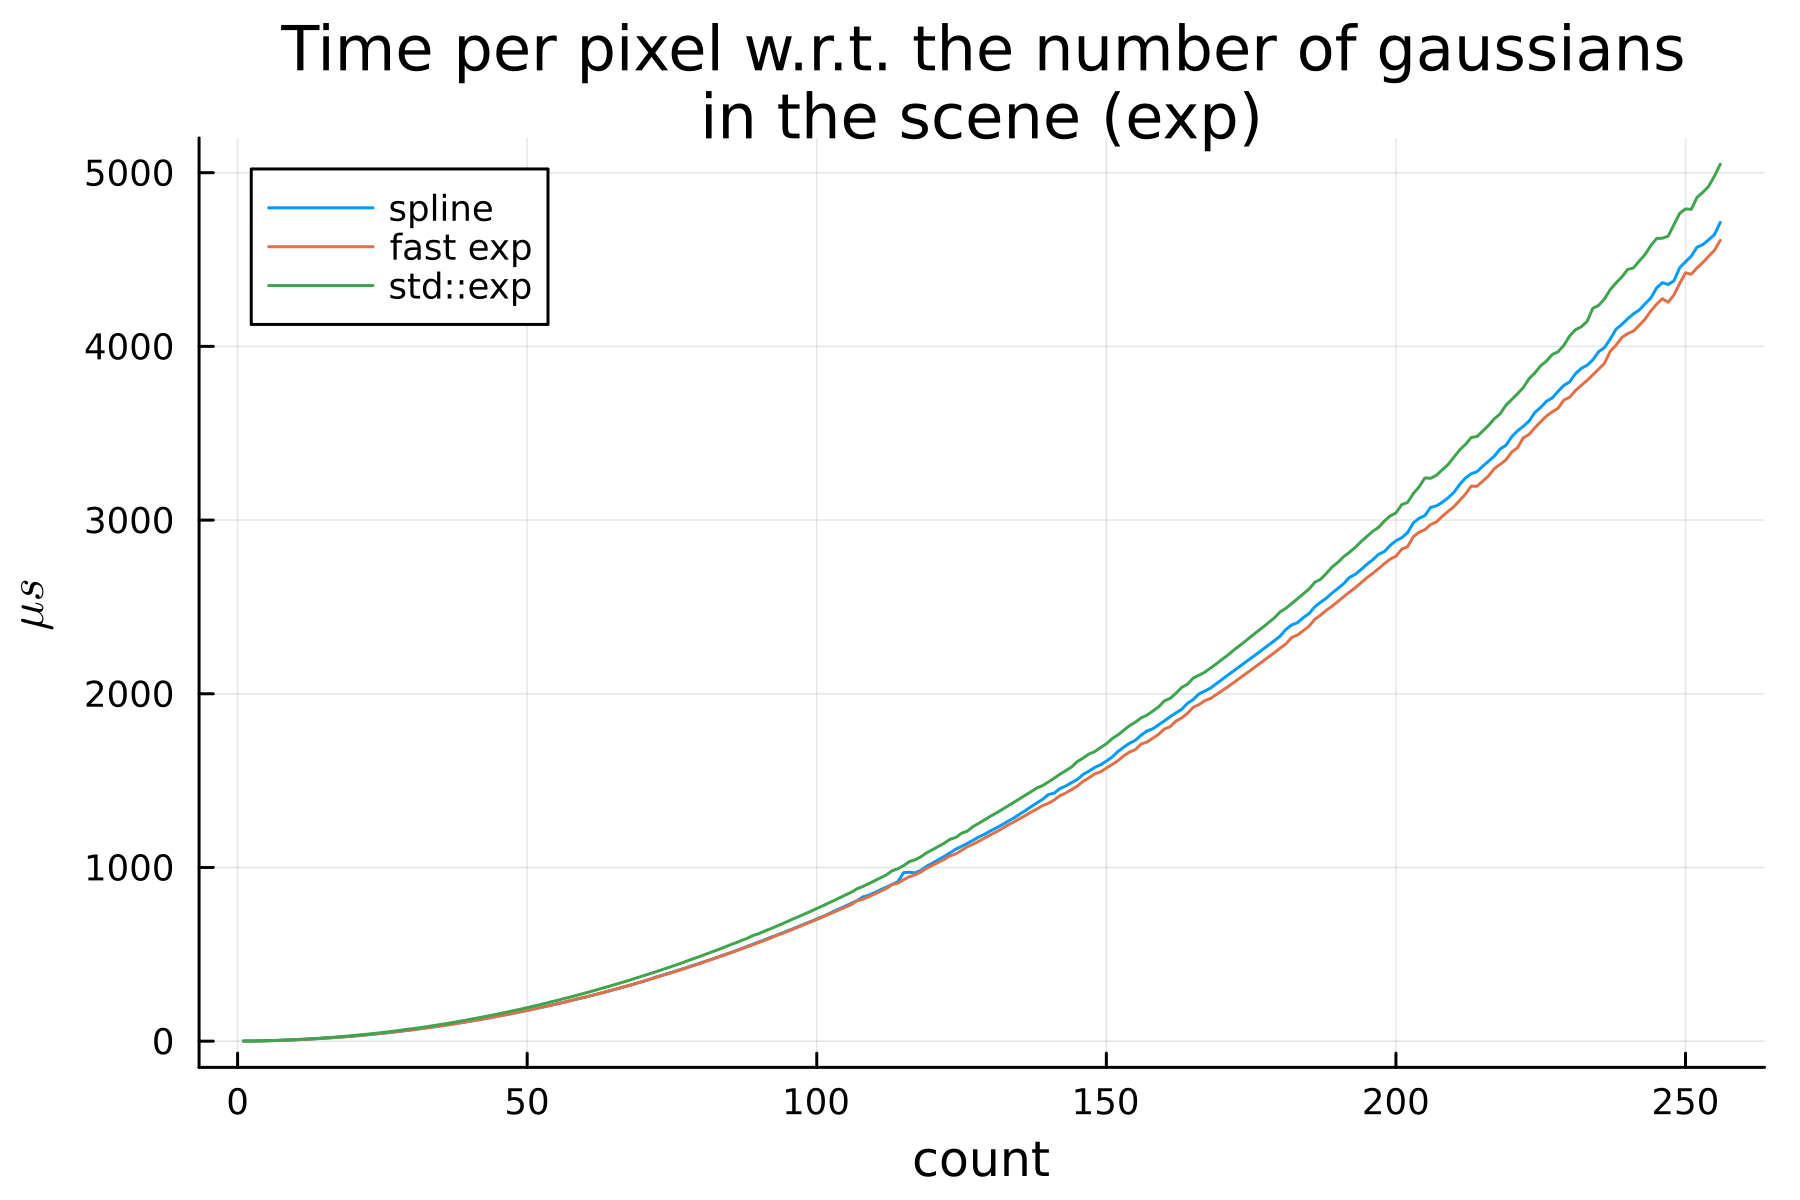 Time per pixel w.r.t. the number of gaussians
in the scene (exp)
5000
4000
3000
2000
1000
0
μs
spline
fast exp
std::exp
0 50 100 150 200 250
count